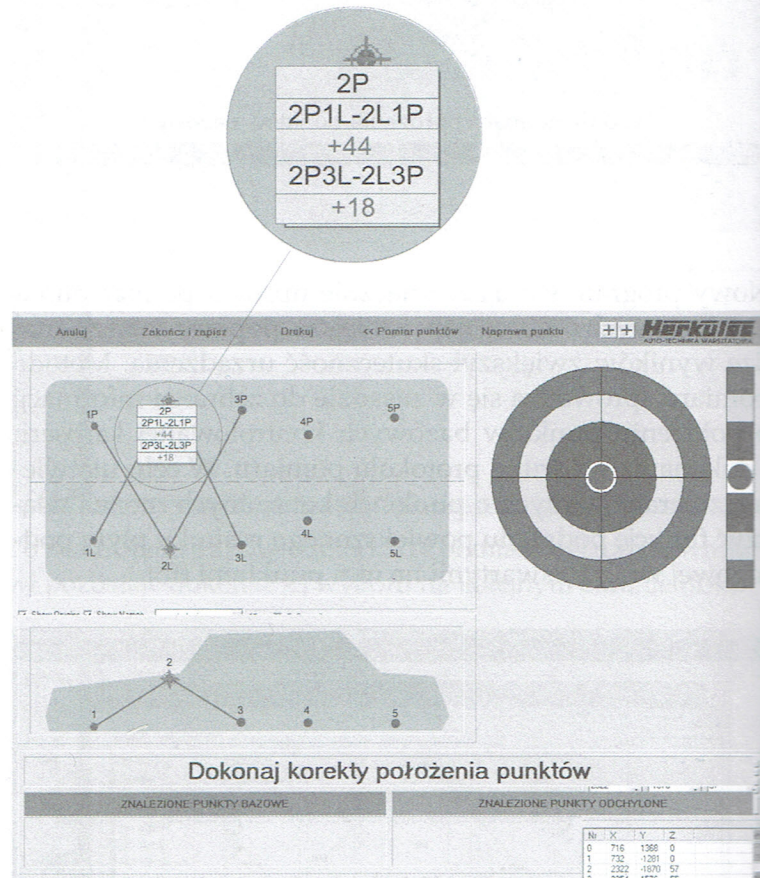 2P
2P1L-2L1P
+44
2P3L-2L3P
+18
Anuluj Zakończ i zapisz Drukuj << Pomiar punktów Naprawa punktu ++ Herkules
AUTO-TECHNIKA WARSZTATOWA
1P 2P 3P 4P 5P
2P1L-2L1P
+44
2P3L-2L3P
+18
1L 2L 3L 4L 5L
Show Names
2
1 3 4 5
Dokonaj korekty położenia punktów
ZNALEZIONE PUNKTY BAZOWE ZNALEZIONE PUNKTY ODCHYLONE
Nr X Y Z
0 716 1368 0
1 732 -1281 0
2 2322 -1870 57